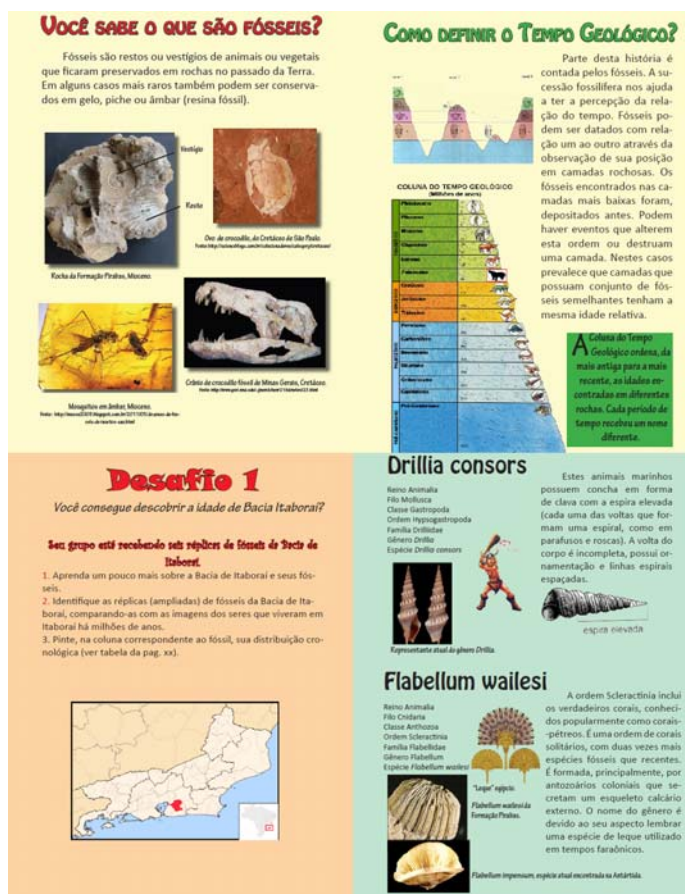 VOCÊ SABE O QUE SÃO FÓSSEIS?
Fósseis são restos ou vestígios de animais ou vegetais
que ficaram preservados em rochas no passado da Terra.
Em alguns casos mais raros também podem ser conserva-
dos em gelo, piche ou âmbar (resina fóssil).
Vestígio
Resto
Rocha da Formação Pirabas, Mioceno.
Ovo de crocodilo, do Cretáceo de São Paulo.
Mosquitos em âmbar, Mioceno.
Crânio de crocodilo fóssil de Minas Gerais, Cretáceo.
COMO DEFINIR O TEMPO GEOLÓGICO?
Parte desta história é
contada pelos fósseis. A su-
cessão fossilífera nos ajuda
a ter a percepção da rela-
ção do tempo. Fósseis po-
dem ser datados com rela-
ção um ao outro através da
observação de sua posição
em camadas rochosas. Os
fósseis encontrados nas ca-
madas mais baixas foram,
depositados antes. Podem
haver eventos que alterem
esta ordem ou destruam
uma camada. Nestes casos
prevalece que camadas que
possuam conjunto de fós-
seis semelhantes tenham a
mesma idade relativa.
COLUNA DO TEMPO GEOLÓGICO
(Milhões de anos)
A Coluna do Tempo
Geológico ordena, da
mais antiga para a mais
recente, as idades en-
contradas em diferentes
rochas. Cada período de
tempo recebeu um nome
diferente.
Desafio 1
Você consegue descobrir a idade de Bacia Itaboraí?
Seu grupo está recebendo seis réplicas de fósseis da Bacia de
Itaboraí.
1. Aprenda um pouco mais sobre a Bacia de Itaboraí e seus fós-
seis.
2. Identifique as réplicas (ampliadas) de fósseis da Bacia de Ita-
boraí, comparando-as com as imagens dos seres que viveram em
Itaboraí há milhões de anos.
3. Pinte, na coluna correspondente ao fóssil, sua distribuição cro-
nológica (ver tabela da pag. xx).
Drillia consors
Reino Animalia
Filo Mollusca
Classe Gastropoda
Ordem Hypsogastropoda
Família Drilliidae
Gênero Drillia
Espécie Drillia consors
Representante atual do gênero Drillia.
Estes animais marinhos
possuem concha em forma
de clava com a espira elevada
(cada uma das voltas que for-
mam uma espiral, como em
parafusos e roscas). A volta do
corpo é incompleta, possui or-
namentação e linhas espirais
espaçadas.
espira elevada
Flabellum wailesi
Reino Animalia
Filo Cnidaria
Classe Anthozoa
Ordem Scleractinia
Família Flabellidae
Gênero Flabellum
Espécie Flabellum wailesi
"Leque" egípcio.
Flabellum wailesi da
Formação Pirabas.
Flabellum impensum, espécie atual encontrada na Antártida.
A ordem Scleractinia inclui
os verdadeiros corais, conheci-
dos popularmente como corais-
-pétreos. É uma ordem de corais
solitários, com duas vezes mais
espécies fósseis que recentes.
É formada, principalmente, por
antozoários coloniais que se-
cretam um esqueleto calcário
externo. O nome do gênero é
devido ao seu aspecto lembrar
uma espécie de leque utilizado
em tempos faraônicos.